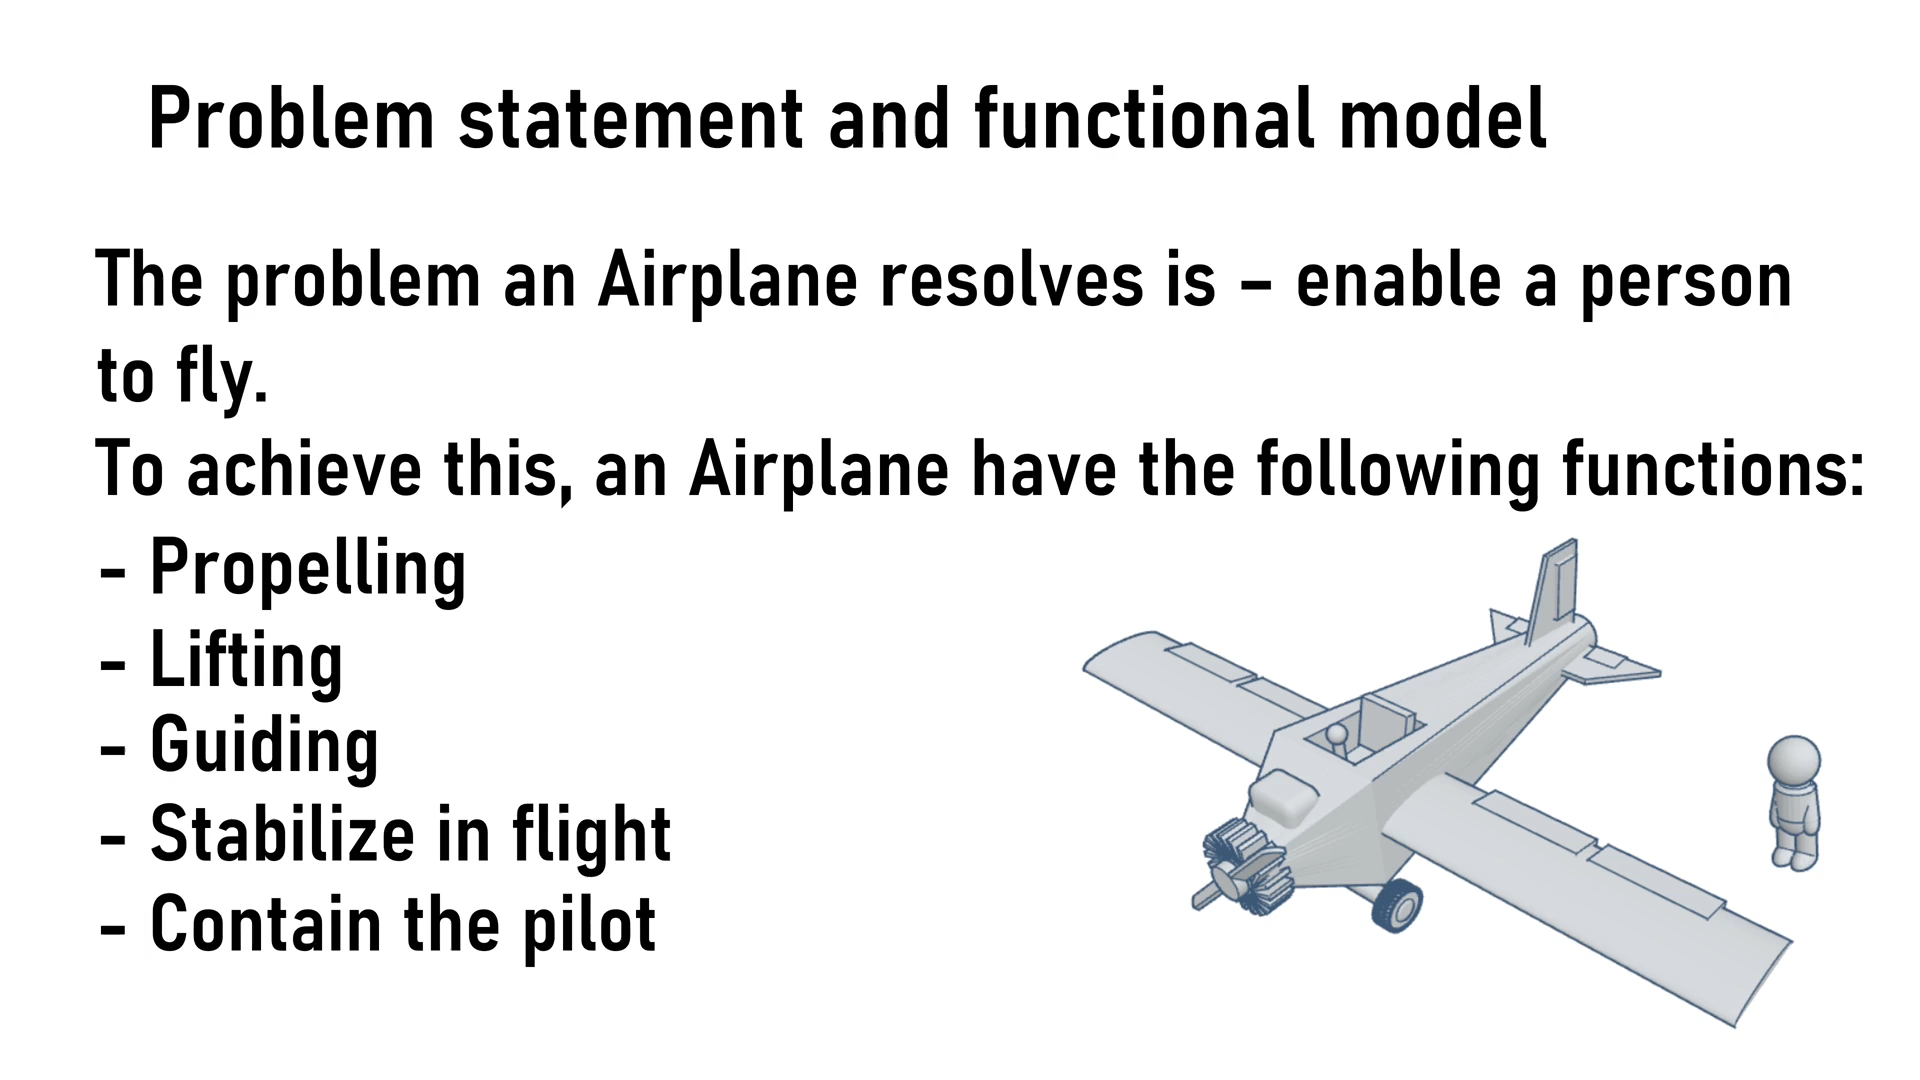 Problem statement and functional model
The problem an Airplane resolves is – enable a person
to fly.
To achieve this, an Airplane have the following functions:
- Propelling
- Lifting
- Guiding
- Stabilize in flight
- Contain the pilot